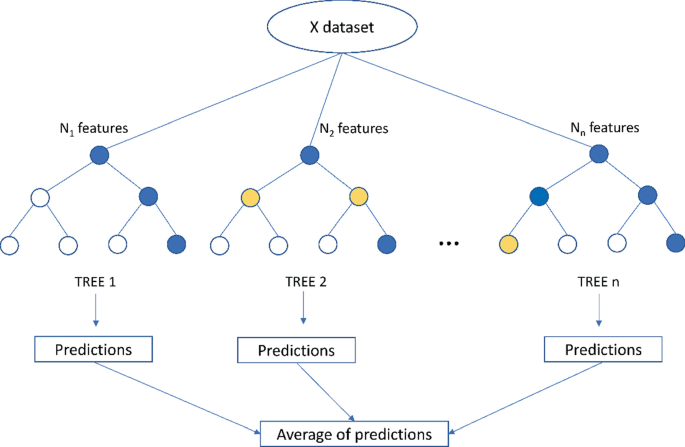 X dataset
N₁ features
N₂ features
Nₙ features
...
TREE 1
TREE 2
TREE n
Predictions
Predictions
Predictions
Average of predictions